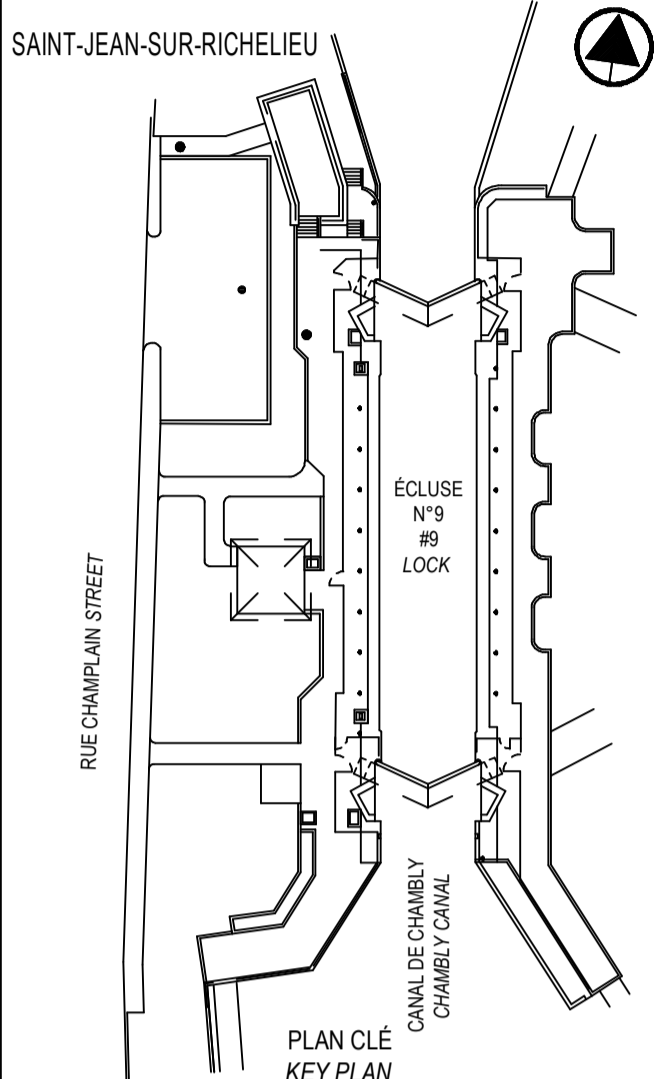 SAINT-JEAN-SUR-RICHELIEU
ÉCLUSE
N°9
#9
LOCK
RUE CHAMPLAIN STREET
CANAL DE CHAMBLY
CHAMBLY CANAL
PLAN CLÉ
KEY PLAN